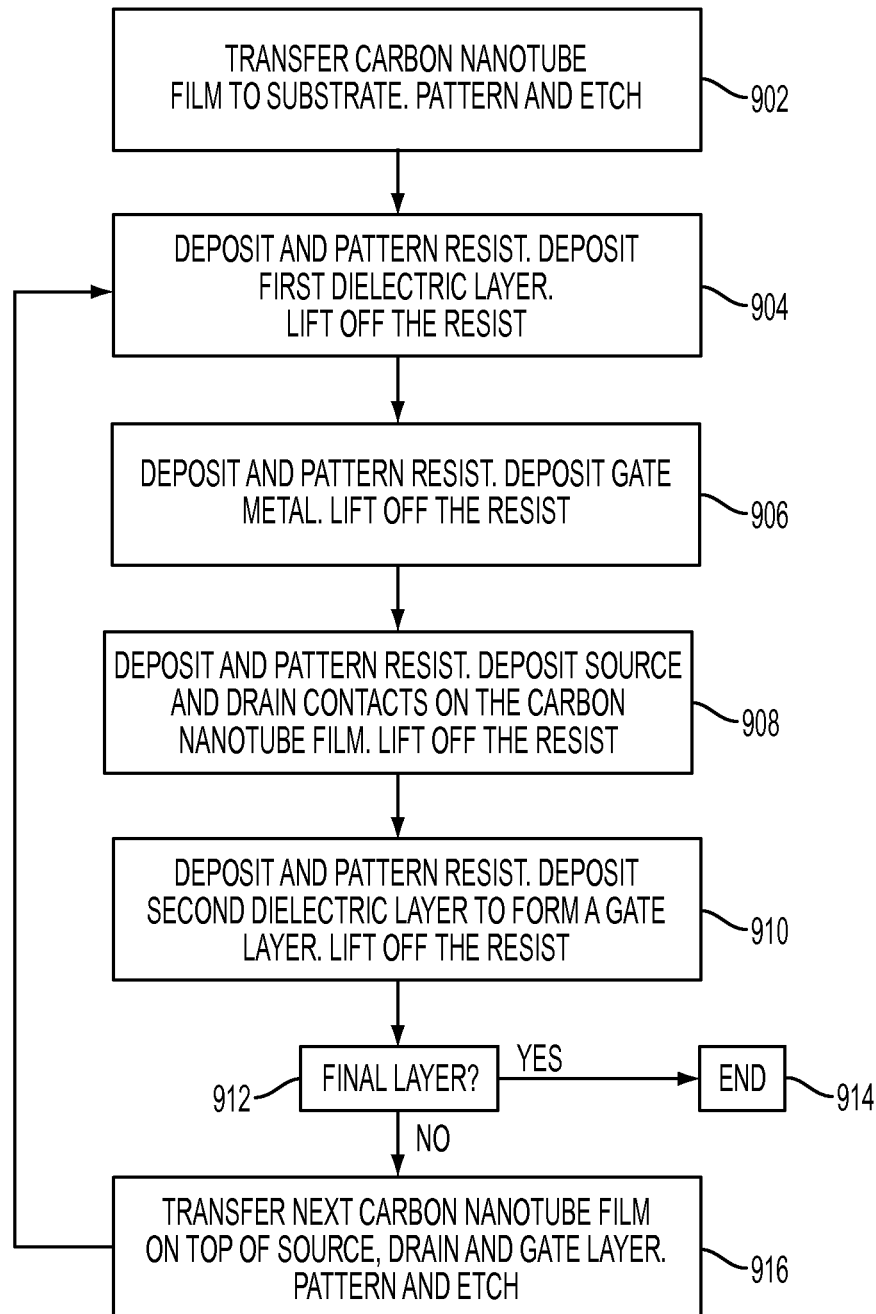 TRANSFER CARBON NANOTUBE
FILM TO SUBSTRATE. PATTERN AND ETCH
902
DEPOSIT AND PATTERN RESIST. DEPOSIT
FIRST DIELECTRIC LAYER.
LIFT OFF THE RESIST
904
DEPOSIT AND PATTERN RESIST. DEPOSIT GATE
METAL. LIFT OFF THE RESIST
906
DEPOSIT AND PATTERN RESIST. DEPOSIT SOURCE
AND DRAIN CONTACTS ON THE CARBON
NANOTUBE FILM. LIFT OFF THE RESIST
908
DEPOSIT AND PATTERN RESIST. DEPOSIT
SECOND DIELECTRIC LAYER TO FORM A GATE
LAYER. LIFT OFF THE RESIST
910
912
FINAL LAYER?
YES
END
914
NO
TRANSFER NEXT CARBON NANOTUBE FILM
ON TOP OF SOURCE, DRAIN AND GATE LAYER.
PATTERN AND ETCH
916